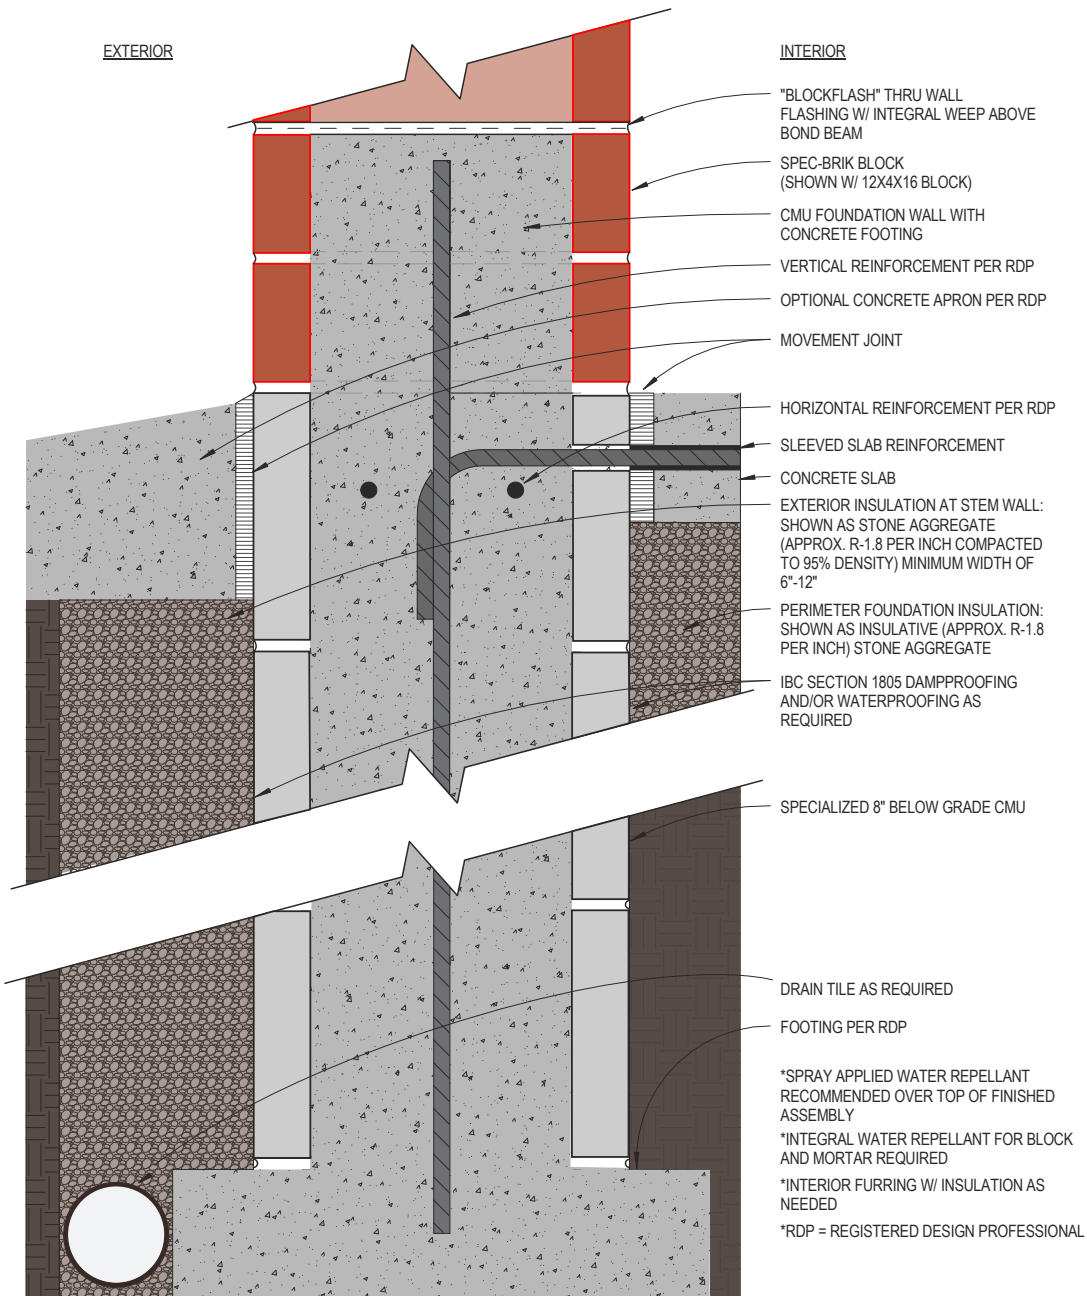 EXTERIOR
INTERIOR
"BLOCKFLASH" THRU WALL
FLASHING W/ INTEGRAL WEEP ABOVE
BOND BEAM
SPEC-BRIK BLOCK
(SHOWN W/ 12X4X16 BLOCK)
CMU FOUNDATION WALL WITH
CONCRETE FOOTING
VERTICAL REINFORCEMENT PER RDP
OPTIONAL CONCRETE APRON PER RDP
MOVEMENT JOINT
HORIZONTAL REINFORCEMENT PER RDP
SLEEVED SLAB REINFORCEMENT
CONCRETE SLAB
EXTERIOR INSULATION AT STEM WALL:
SHOWN AS STONE AGGREGATE
(APPROX. R-1.8 PER INCH COMPACTED
TO 95% DENSITY) MINIMUM WIDTH OF
6"-12"
PERIMETER FOUNDATION INSULATION:
SHOWN AS INSULATIVE (APPROX. R-1.8
PER INCH) STONE AGGREGATE
IBC SECTION 1805 DAMPPROOFING
AND/OR WATERPROOFING AS
REQUIRED
SPECIALIZED 8" BELOW GRADE CMU
DRAIN TILE AS REQUIRED
FOOTING PER RDP
*SPRAY APPLIED WATER REPELLANT
RECOMMENDED OVER TOP OF FINISHED
ASSEMBLY
*INTEGRAL WATER REPELLANT FOR BLOCK
AND MORTAR REQUIRED
*INTERIOR FURRING W/ INSULATION AS
NEEDED
*RDP = REGISTERED DESIGN PROFESSIONAL